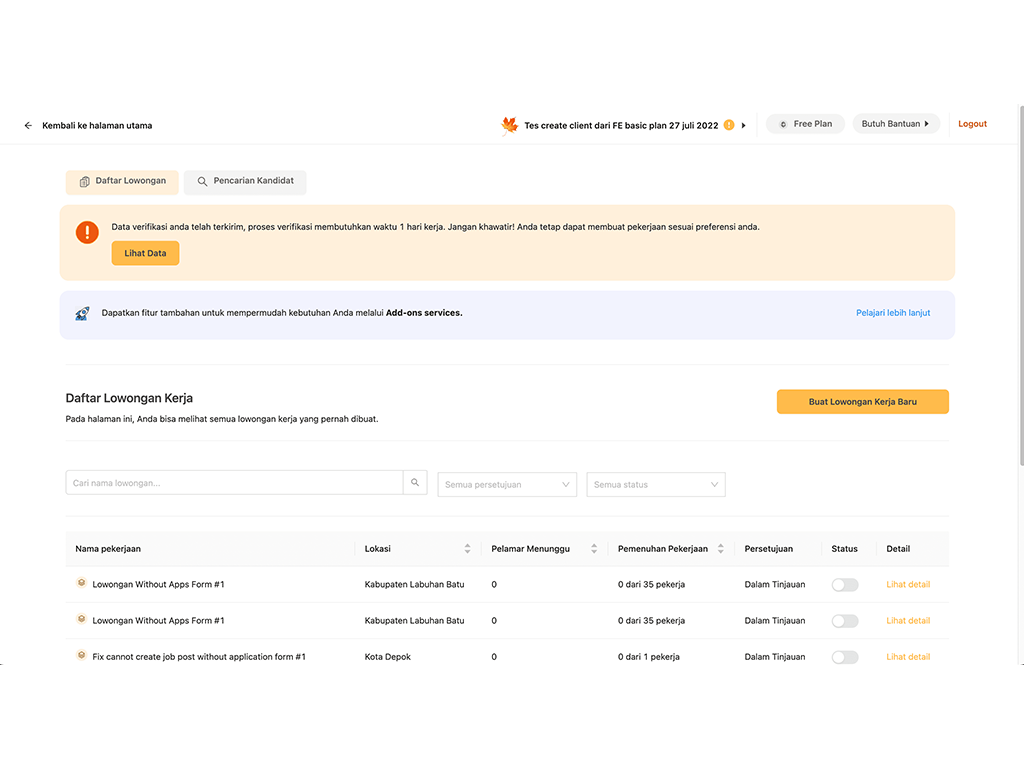 Kembali ke halaman utama
Tes create client dari FE basic plan 27 juli 2022
Free Plan
Butuh Bantuan
Logout
Daftar Lowongan
Pencarian Kandidat
Data verifikasi anda telah terkirim, proses verifikasi membutuhkan waktu 1 hari kerja. Jangan khawatir! Anda tetap dapat membuat pekerjaan sesuai preferensi anda.
Lihat Data
Dapatkan fitur tambahan untuk mempermudah kebutuhan Anda melalui Add-ons services.
Pelajari lebih lanjut
Daftar Lowongan Kerja
Pada halaman ini, Anda bisa melihat semua lowongan kerja yang pernah dibuat.
Buat Lowongan Kerja Baru
Cari nama lowongan...
Semua persetujuan
Semua status
Nama pekerjaan Lokasi Pelamar Menunggu Pemenuhan Pekerjaan Persetujuan Status Detail
Lowongan Without Apps Form #1 Kabupaten Labuhan Batu 0 0 dari 35 pekerja Dalam Tinjauan Lihat detail
Lowongan Without Apps Form #1 Kabupaten Labuhan Batu 0 0 dari 35 pekerja Dalam Tinjauan Lihat detail
Fix cannot create job post without application form #1 Kota Depok 0 0 dari 1 pekerja Dalam Tinjauan Lihat detail